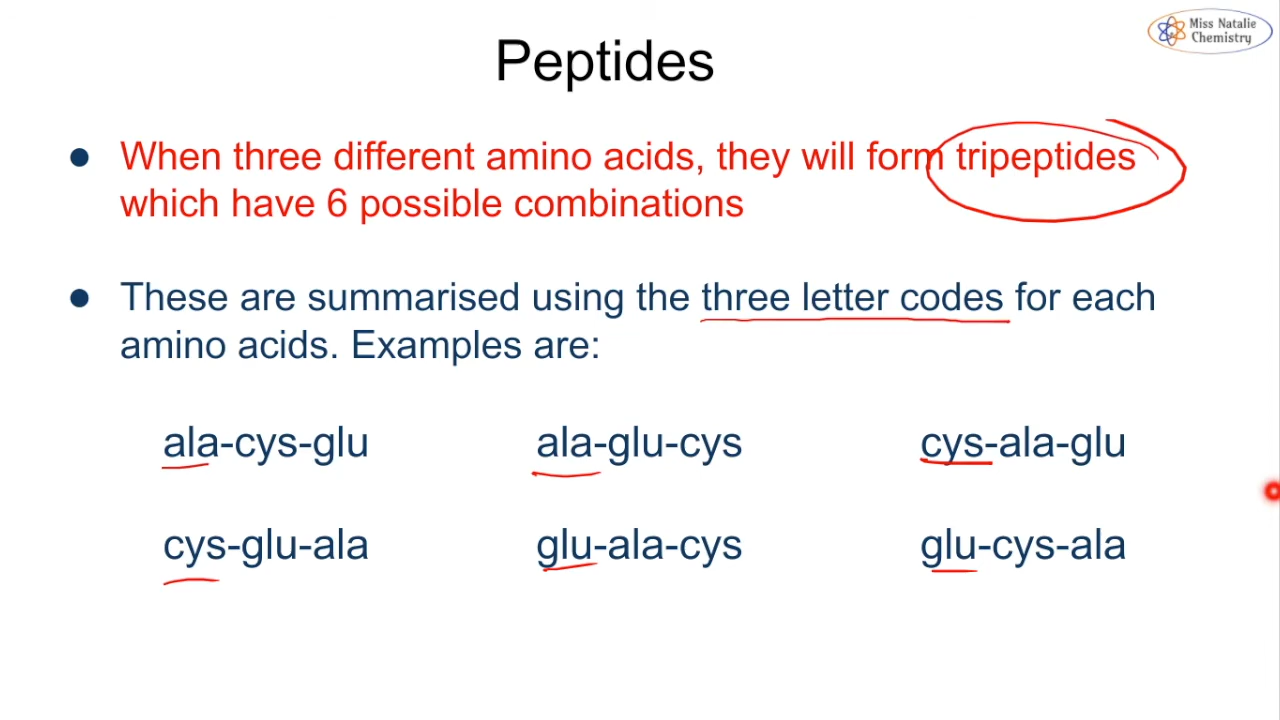 Miss Natalie
Chemistry
Peptides
● When three different amino acids, they will form tripeptides
which have 6 possible combinations
● These are summarised using the three letter codes for each
amino acids. Examples are:
ala-cys-glu ala-glu-cys cys-ala-glu
cys-glu-ala glu-ala-cys glu-cys-ala